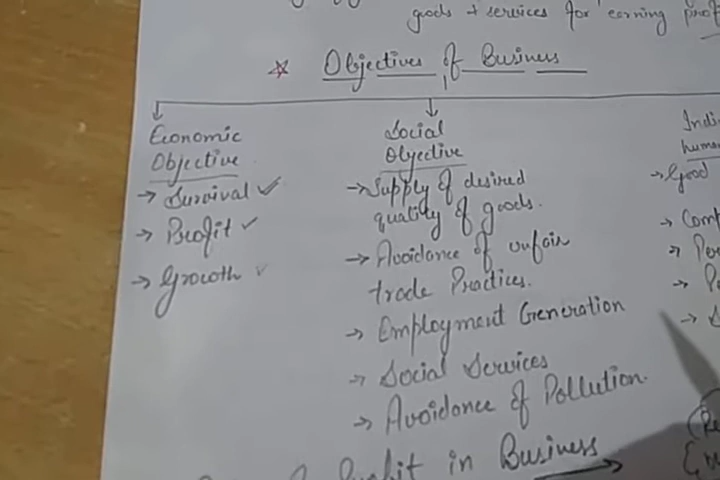 goods + services for earning
☆ Objectives of Business
Economic
Objective
→ Survival ✓
→ Profit ✓
→ Growth ✓
Social
Objective
→ Supply of desired
quality of goods.
→ Avoidance of unfair
trade Practices.
→ Employment Generation
→ Social Services
→ Avoidance of Pollution.
→ Good
in Business